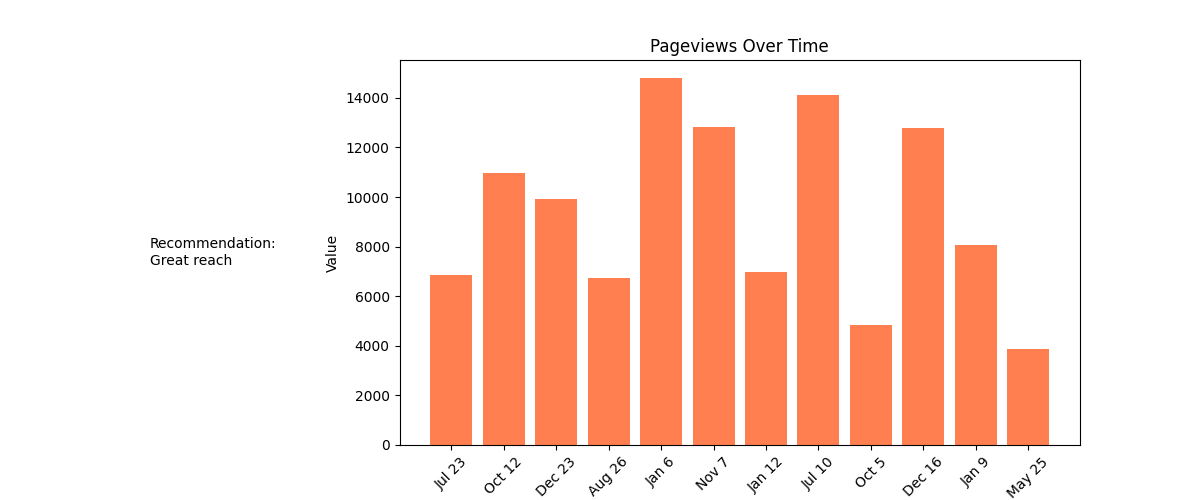 Pageviews Over Time
Recommendation:
Great reach
Value
14000
12000
10000
8000
6000
4000
2000
0
Jul 23
Oct 12
Dec 23
Aug 26
Jan 6
Nov 7
Jan 12
Jul 10
Oct 5
Dec 16
Jan 9
May 25